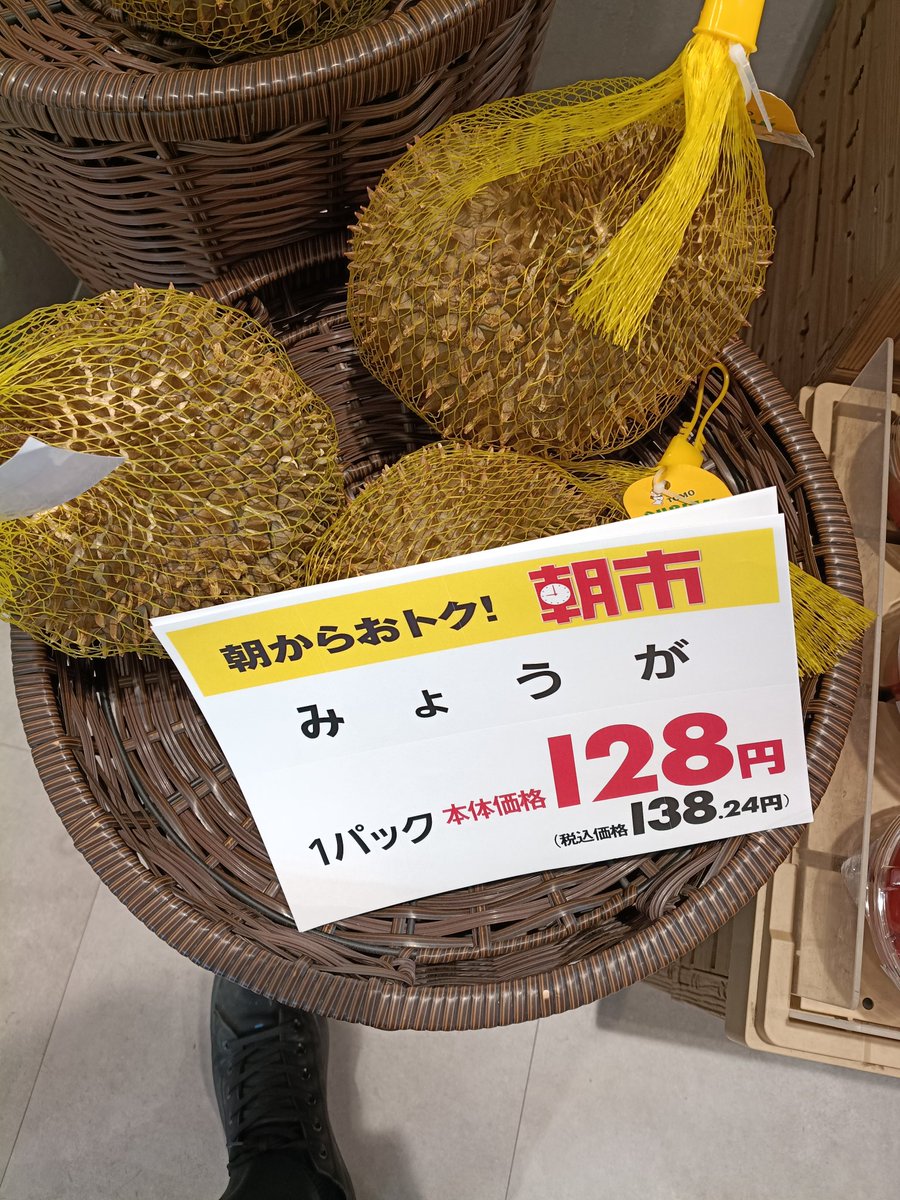 朝からおトク! 朝市
みょうが
1パック 本体価格 128円
(税込価格 138.24円)